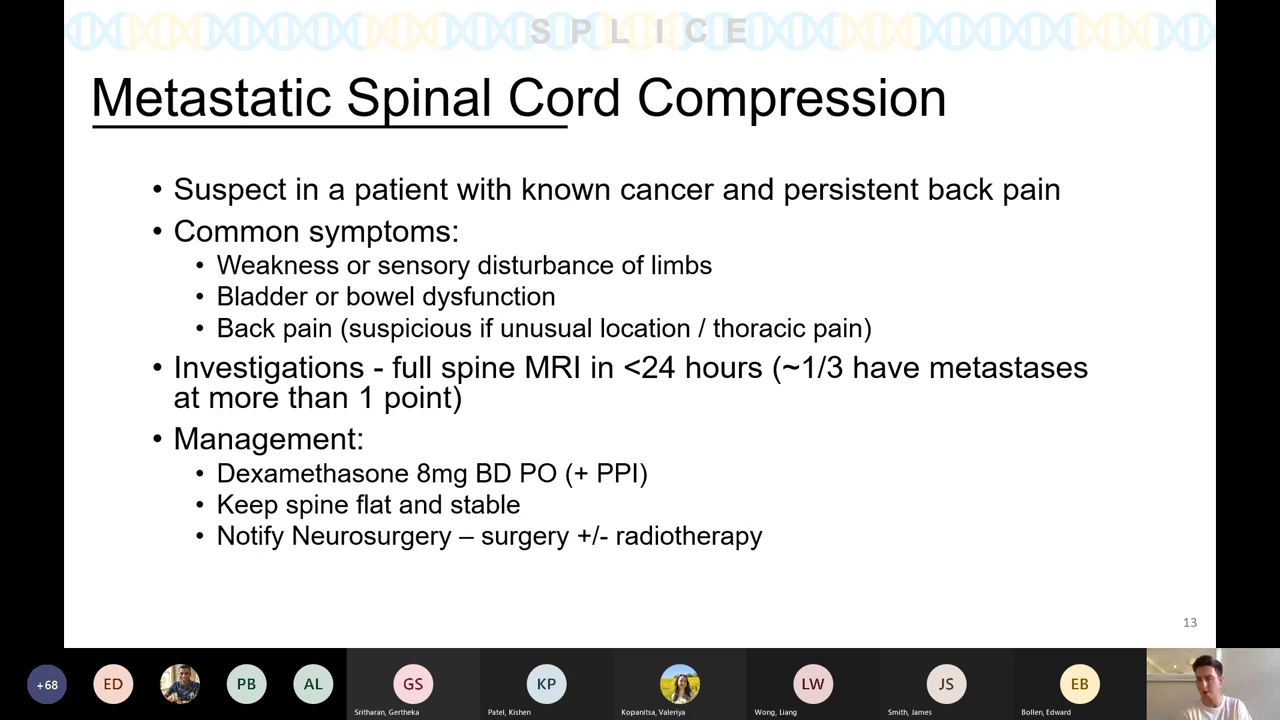 SPLICE
Metastatic Spinal Cord Compression
• Suspect in a patient with known cancer and persistent back pain
• Common symptoms:
• Weakness or sensory disturbance of limbs
• Bladder or bowel dysfunction
• Back pain (suspicious if unusual location / thoracic pain)
• Investigations - full spine MRI in <24 hours (~1/3 have metastases
at more than 1 point)
• Management:
• Dexamethasone 8mg BD PO (+ PPI)
• Keep spine flat and stable
• Notify Neurosurgery – surgery +/- radiotherapy
13
+68 ED PB AL GS KP LW JS EB
Sritharan, Gertheka Patel, Kishen Kopanitsa, Valeriya Wong, Liang Smith, James Bollen, Edward